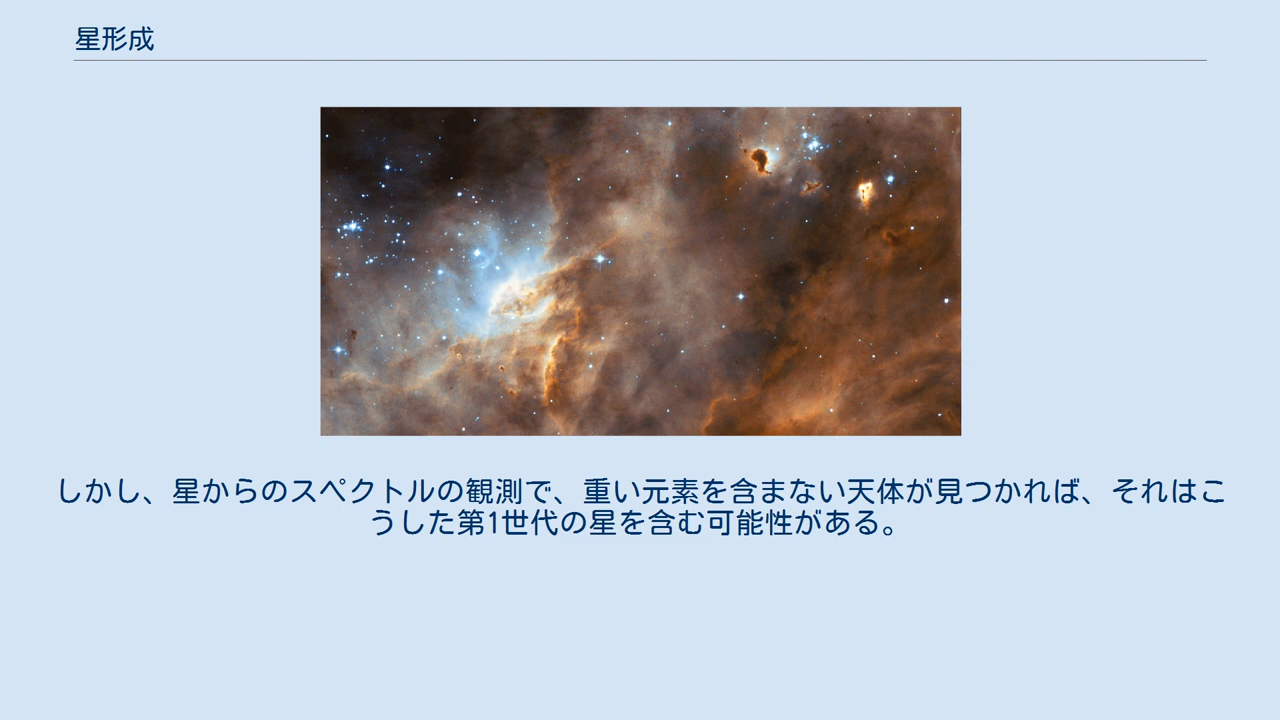 星形成
しかし、星からのスペクトルの観測で、重い元素を含まない天体が見つかれば、それはこ
うした第1世代の星を含む可能性がある。